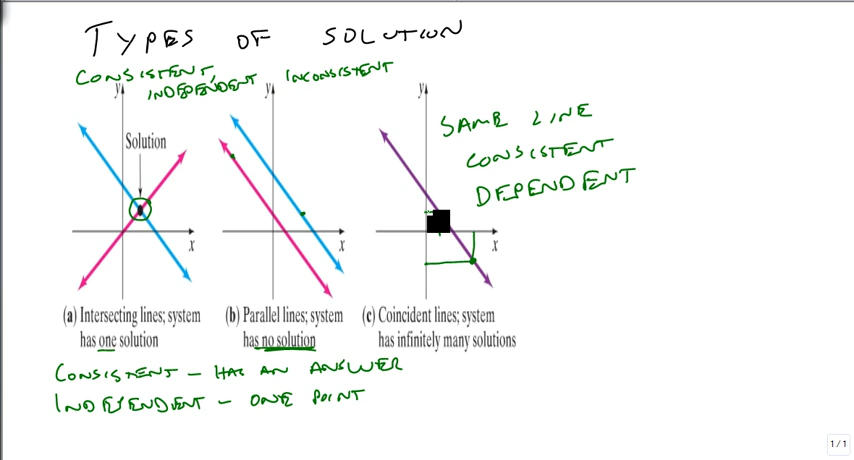 TYPES OF SOLUTION
CONSISTENT,
INDEPENDENT
INCONSISTENT
y
y
y
SAME LINE
CONSISTENT
DEPENDENT
Solution
x
x
x
(a) Intersecting lines; system
has one solution
(b) Parallel lines; system
has no solution
(c) Coincident lines; system
has infinitely many solutions
CONSISTENT – HAS AN ANSWER
INDEPENDENT – ONE POINT
1 / 1